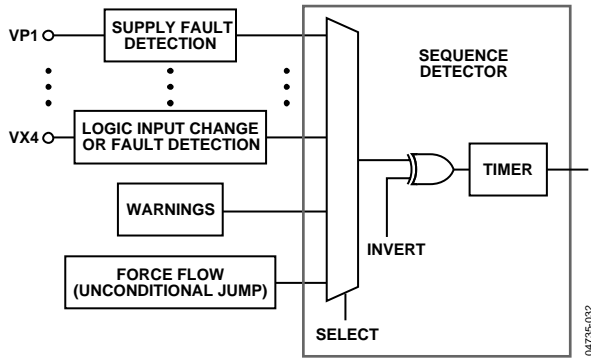 VP1
SUPPLY FAULT
DETECTION
SEQUENCE
DETECTOR
VX4
LOGIC INPUT CHANGE
OR FAULT DETECTION
TIMER
WARNINGS
INVERT
FORCE FLOW
(UNCONDITIONAL JUMP)
SELECT
04735-032